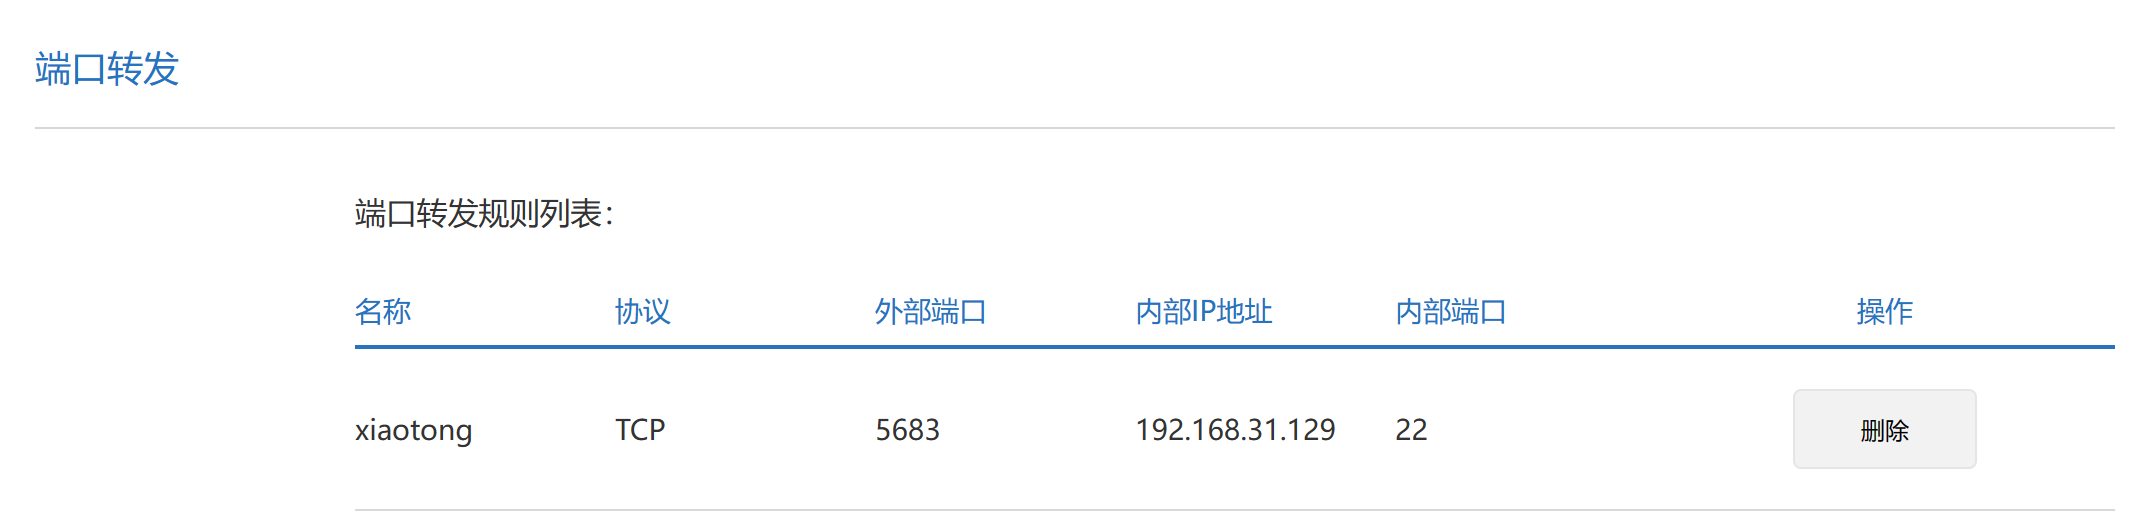 端口转发
端口转发规则列表：
名称 协议 外部端口 内部IP地址 内部端口 操作
xiaotong TCP 5683 192.168.31.129 22 删除